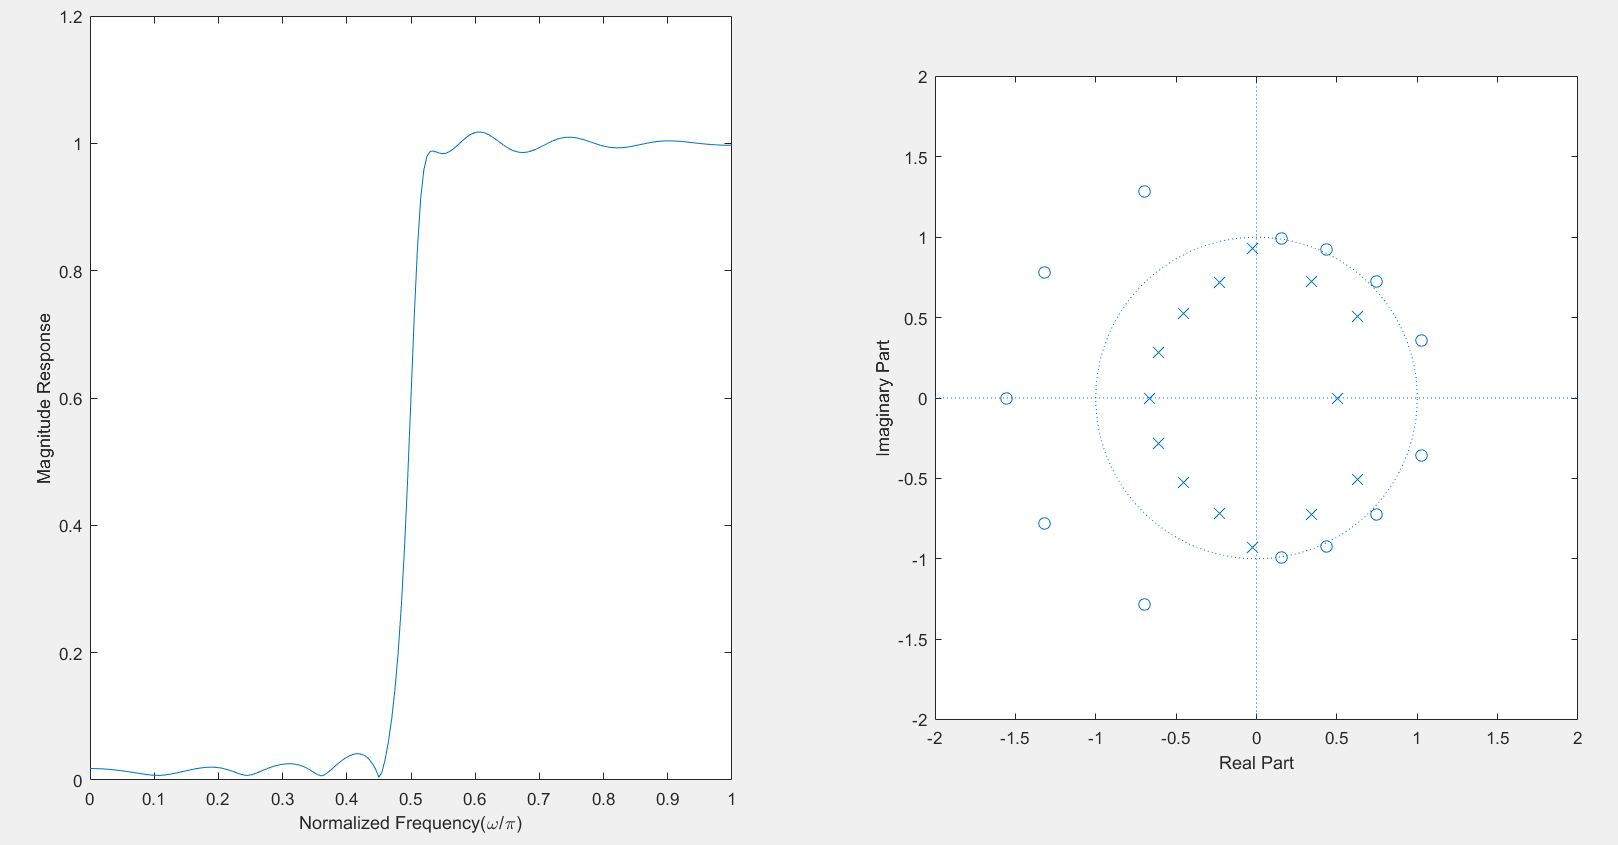 1.2
1
0.8
0.6
0.4
0.2
0
0 0.1 0.2 0.3 0.4 0.5 0.6 0.7 0.8 0.9 1
Normalized Frequency(ω/π)
Magnitude Response
2
1.5
1
0.5
0
-0.5
-1
-1.5
-2
-2 -1.5 -1 -0.5 0 0.5 1 1.5 2
Real Part
Imaginary Part